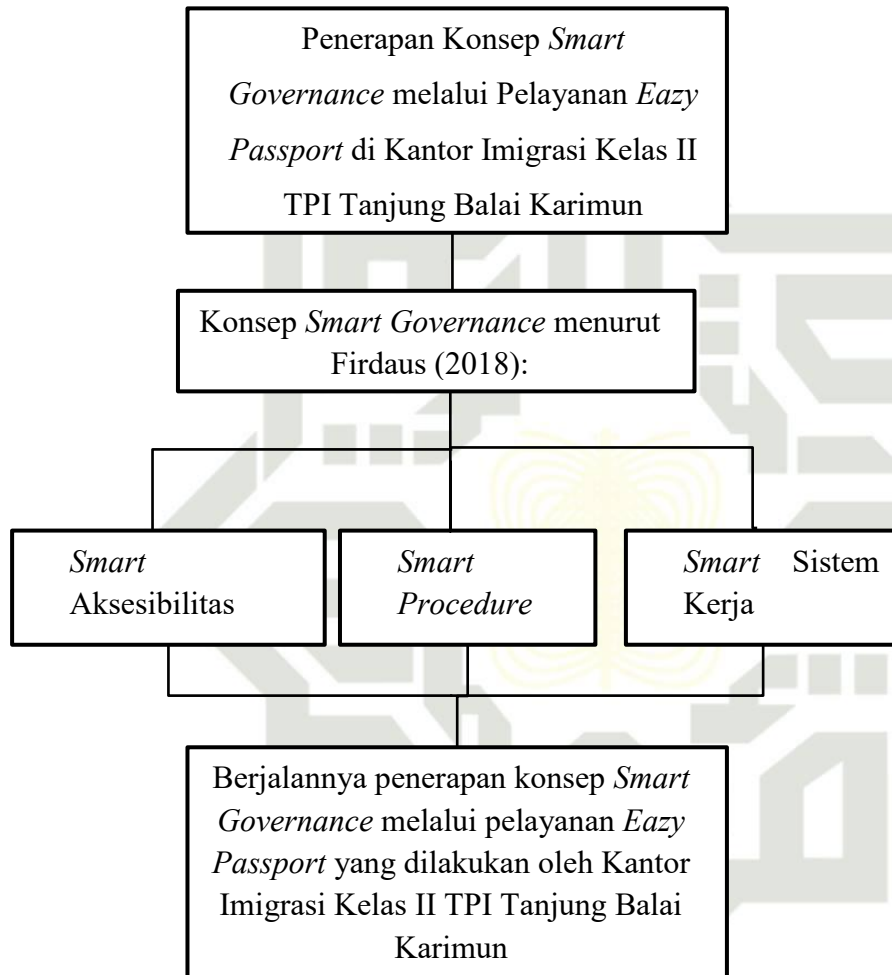 Penerapan Konsep Smart
Governance melalui Pelayanan Eazy
Passport di Kantor Imigrasi Kelas II
TPI Tanjung Balai Karimun
Konsep Smart Governance menurut
Firdaus (2018):
Smart
Aksesibilitas
Smart
Procedure
Smart Sistem
Kerja
Berjalannya penerapan konsep Smart
Governance melalui pelayanan Eazy
Passport yang dilakukan oleh Kantor
Imigrasi Kelas II TPI Tanjung Balai
Karimun